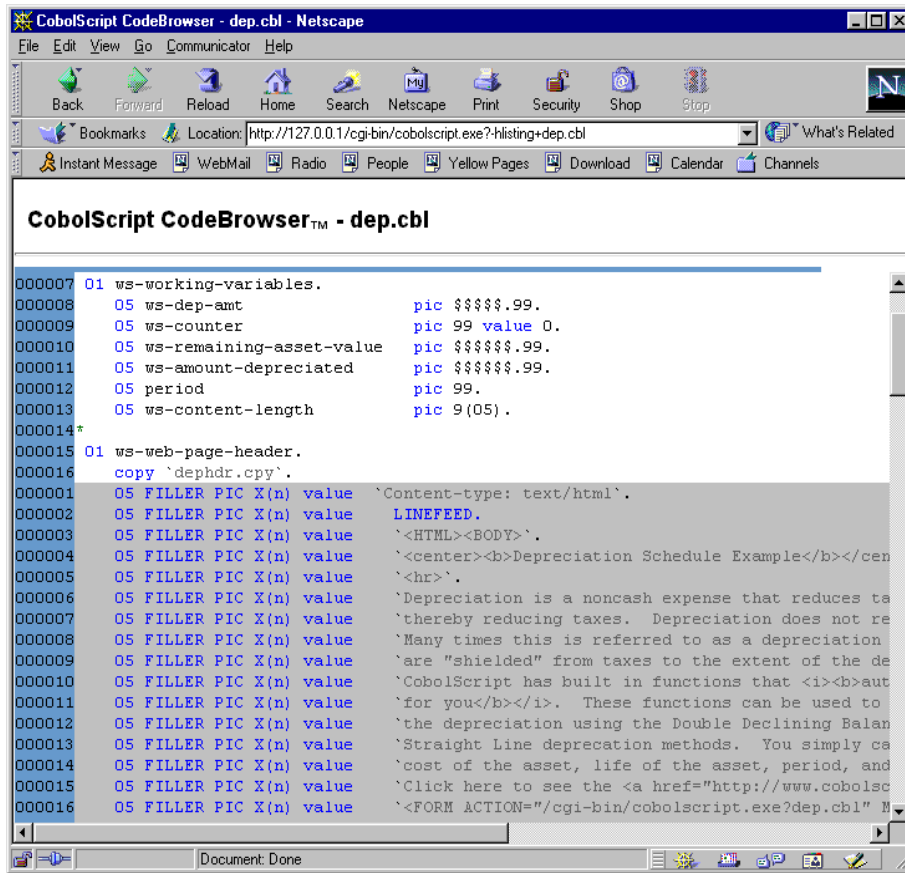 CobolScript CodeBrowser - dep.cbl - Netscape
File Edit View Go Communicator Help
My
N
Back Forward Reload Home Search Netscape Print Security Shop Stop
Bookmarks Location: http://127.0.0.1/cgi-bin/cobolscript.exe?-hlisting+dep.cbl What's Related
Instant Message WebMail Radio People Yellow Pages Download Calendar Channels
CobolScript CodeBrowser™ - dep.cbl
000007 01 ws-working-variables.
000008 05 ws-dep-amt pic $$$$$.99.
000009 05 ws-counter pic 99 value 0.
000010 05 ws-remaining-asset-value pic $$$$$$.99.
000011 05 ws-amount-depreciated pic $$$$$$.99.
000012 05 period pic 99.
000013 05 ws-content-length pic 9(05).
000014*
000015 01 ws-web-page-header.
000016 copy `dephdr.cpy`.
000001 05 FILLER PIC X(n) value `Content-type: text/html`.
000002 05 FILLER PIC X(n) value LINEFEED.
000003 05 FILLER PIC X(n) value `<HTML><BODY>`.
000004 05 FILLER PIC X(n) value `<center><b>Depreciation Schedule Example</b></cen
000005 05 FILLER PIC X(n) value `<hr>`.
000006 05 FILLER PIC X(n) value `Depreciation is a noncash expense that reduces ta
000007 05 FILLER PIC X(n) value `thereby reducing taxes.  Depreciation does not re
000008 05 FILLER PIC X(n) value `Many times this is referred to as a depreciation
000009 05 FILLER PIC X(n) value `are "shielded" from taxes to the extent of the de
000010 05 FILLER PIC X(n) value `CobolScript has built in functions that <i><b>aut
000011 05 FILLER PIC X(n) value `for you</b></i>.  These functions can be used to
000012 05 FILLER PIC X(n) value `the depreciation using the Double Declining Balan
000013 05 FILLER PIC X(n) value `Straight Line deprecation methods.  You simply ca
000014 05 FILLER PIC X(n) value `cost of the asset, life of the asset, period, and
000015 05 FILLER PIC X(n) value `Click here to see the <a href="http://www.cobolsc
000016 05 FILLER PIC X(n) value `<FORM ACTION="/cgi-bin/cobolscript.exe?dep.cbl" M
Document: Done